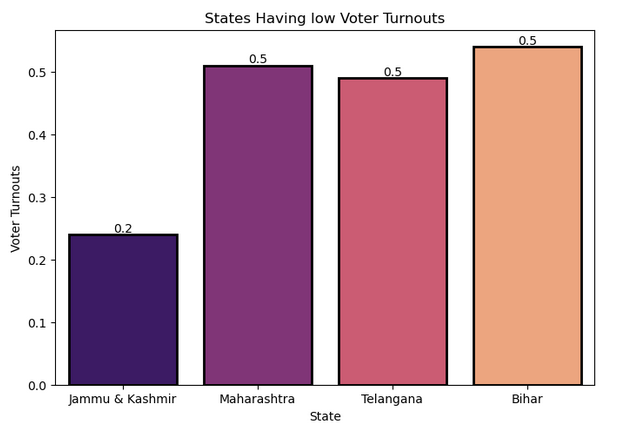 States Having low Voter Turnouts
0.5
0.5
0.5
0.5
0.4
0.3
0.2
0.2
0.1
0.0
Voter Turnouts
Jammu & Kashmir Maharashtra Telangana Bihar
State